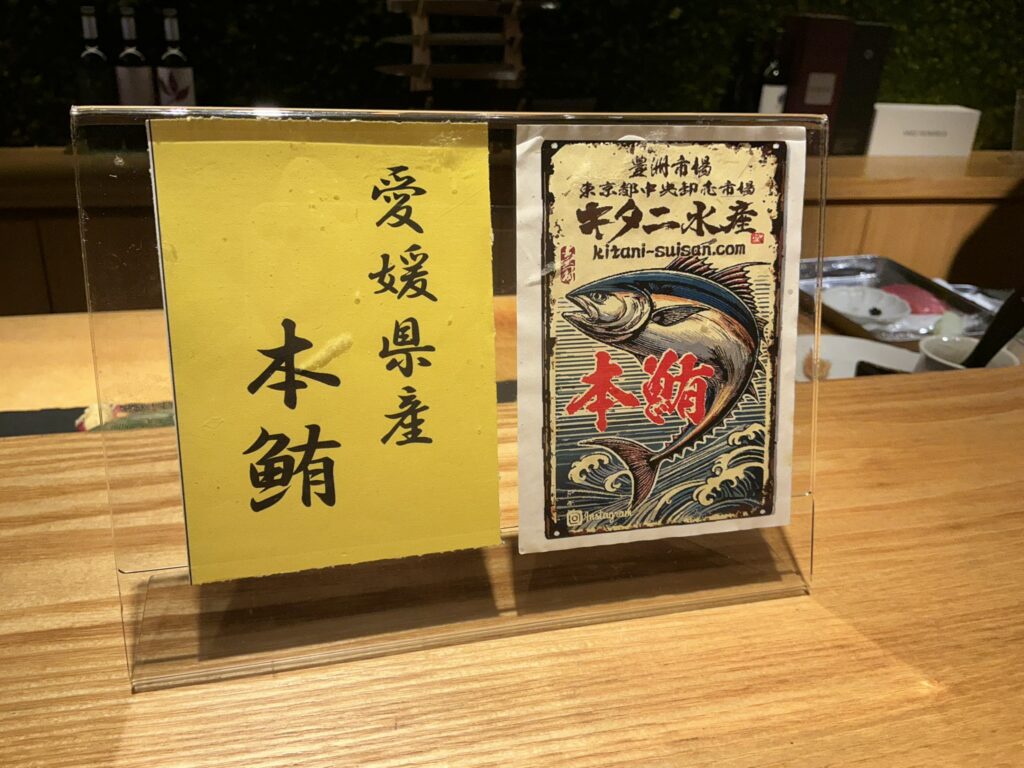 愛媛県産
本鮪
豊洲市場
東京都中央卸売市場
キタニ水産
kitani-suisan.com
本鮪
Instagram